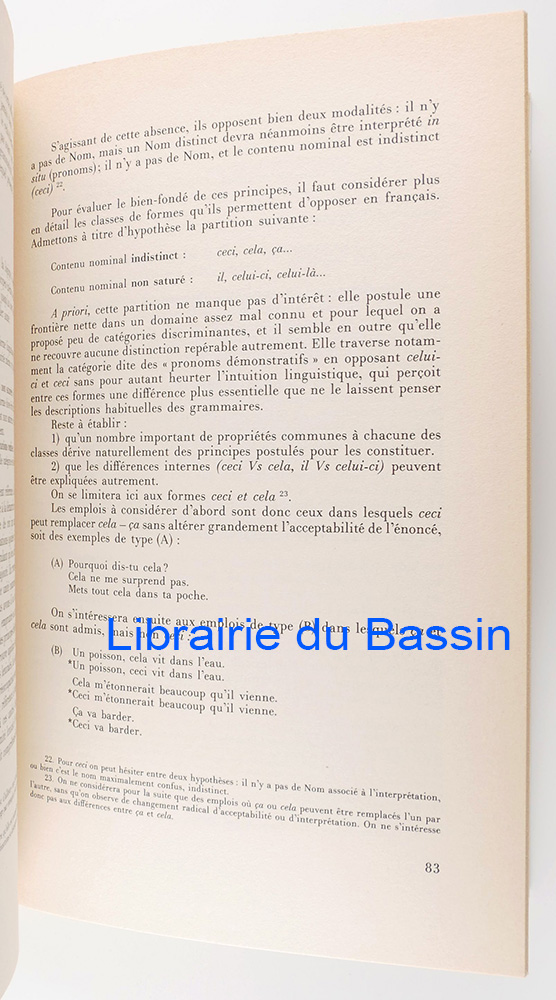 S'agissant de cette absence, ils opposent bien deux modalités : il n'y
a pas de Nom, mais un Nom distinct devra néanmoins être interprété in
situ (pronoms); il n'y a pas de Nom, et le contenu nominal est indistinct
(ceci) 22.
Pour évaluer le bien-fondé de ces principes, il faut considérer plus
en détail les classes de formes qu'ils permettent d'opposer en français.
Admettons à titre d'hypothèse la partition suivante :
Contenu nominal indistinct : ceci, cela, ça...
Contenu nominal non saturé : il, celui-ci, celui-là...
A priori, cette partition ne manque pas d'intérêt : elle postule une
frontière nette dans un domaine assez mal connu et pour lequel on a
proposé peu de catégories discriminantes, et il semble en outre qu'elle
ne recouvre aucune distinction repérable autrement. Elle traverse notam-
ment la catégorie dite des « pronoms démonstratifs » en opposant celui-
ci et ceci sans pour autant heurter l'intuition linguistique, qui perçoit
entre ces formes une différence plus essentielle que ne le laissent penser
les descriptions habituelles des grammaires.
Reste à établir :
1) qu'un nombre important de propriétés communes à chacune des
classes dérive naturellement des principes postulés pour les constituer.
2) que les différences internes (ceci Vs cela, il Vs celui-ci) peuvent
être expliquées autrement.
On se limitera ici aux formes ceci et cela 23.
Les emplois à considérer d'abord sont donc ceux dans lesquels ceci
peut remplacer cela – ça sans altérer grandement l'acceptabilité de l'énoncé,
soit des exemples de type (A) :
(A) Pourquoi dis-tu cela?
Cela ne me surprend pas.
Mets tout cela dans ta poche.
On s'intéressera ensuite aux emplois de type (B) dans lesquels ça et
cela sont admis, mais non ceci :
Librairie du Bassin
(B) Un poisson, cela vit dans l'eau.
*Un poisson, ceci vit dans l'eau.
Cela m'étonnerait beaucoup qu'il vienne.
*Ceci m'étonnerait beaucoup qu'il vienne.
Ça va barder.
*Ceci va barder.
22. Pour ceci on peut hésiter entre deux hypothèses : il n'y a pas de Nom associé à l'interprétation,
ou bien c'est le nom maximalement confus, indistinct.
23. On ne considérera pour la suite que des emplois où ça ou cela peuvent être remplacés l'un par
l'autre, sans qu'on observe de changement radical d'acceptabilité ou d'interprétation. On ne s'intéresse
donc pas aux différences entre ça et cela.
83